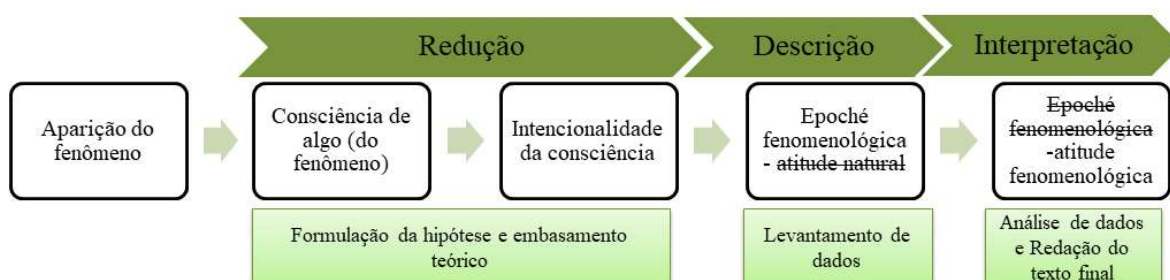 Redução
Descrição
Interpretação
Aparição do
fenômeno
Consciência de
algo (do
fenômeno)
Intencionalidade
da consciência
Epoché
fenomenológica
- atitude natural
Epoché
fenomenológica
-atitude
fenomenológica
Formulação da hipótese e embasamento
teórico
Levantamento de
dados
Análise de dados
e Redação do
texto final